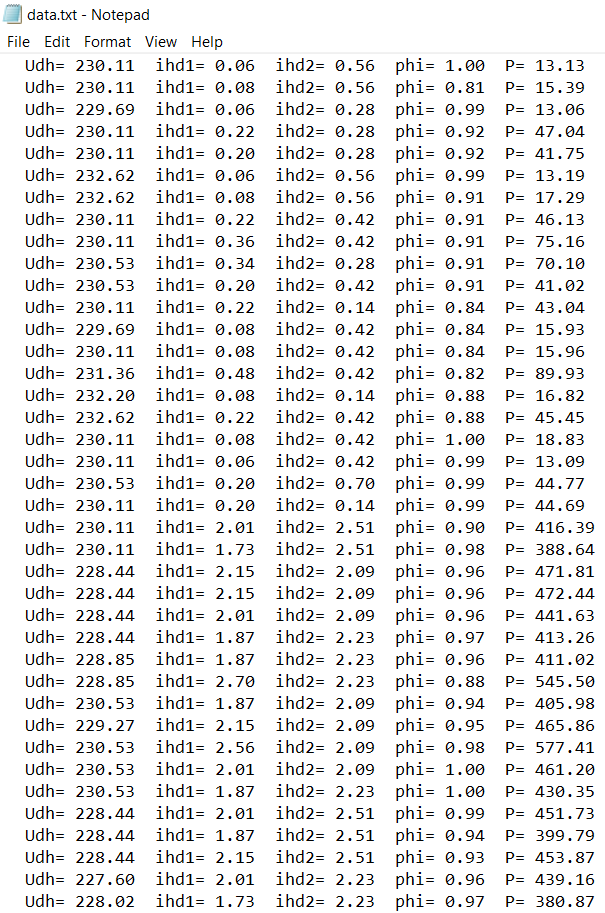 data.txt - Notepad
File Edit Format View Help
Udh= 230.11 ihd1= 0.06 ihd2= 0.56 phi= 1.00 P= 13.13
Udh= 230.11 ihd1= 0.08 ihd2= 0.56 phi= 0.81 P= 15.39
Udh= 229.69 ihd1= 0.06 ihd2= 0.28 phi= 0.99 P= 13.06
Udh= 230.11 ihd1= 0.22 ihd2= 0.28 phi= 0.92 P= 47.04
Udh= 230.11 ihd1= 0.20 ihd2= 0.28 phi= 0.92 P= 41.75
Udh= 232.62 ihd1= 0.06 ihd2= 0.56 phi= 0.99 P= 13.19
Udh= 232.62 ihd1= 0.08 ihd2= 0.56 phi= 0.91 P= 17.29
Udh= 230.11 ihd1= 0.22 ihd2= 0.42 phi= 0.91 P= 46.13
Udh= 230.11 ihd1= 0.36 ihd2= 0.42 phi= 0.91 P= 75.16
Udh= 230.53 ihd1= 0.34 ihd2= 0.28 phi= 0.91 P= 70.10
Udh= 230.53 ihd1= 0.20 ihd2= 0.42 phi= 0.91 P= 41.02
Udh= 230.11 ihd1= 0.22 ihd2= 0.14 phi= 0.84 P= 43.04
Udh= 229.69 ihd1= 0.08 ihd2= 0.42 phi= 0.84 P= 15.93
Udh= 230.11 ihd1= 0.08 ihd2= 0.42 phi= 0.84 P= 15.96
Udh= 231.36 ihd1= 0.48 ihd2= 0.42 phi= 0.82 P= 89.93
Udh= 232.20 ihd1= 0.08 ihd2= 0.14 phi= 0.88 P= 16.82
Udh= 232.62 ihd1= 0.22 ihd2= 0.42 phi= 0.88 P= 45.45
Udh= 230.11 ihd1= 0.08 ihd2= 0.42 phi= 1.00 P= 18.83
Udh= 230.11 ihd1= 0.06 ihd2= 0.42 phi= 0.99 P= 13.09
Udh= 230.53 ihd1= 0.20 ihd2= 0.70 phi= 0.99 P= 44.77
Udh= 230.11 ihd1= 0.20 ihd2= 0.14 phi= 0.99 P= 44.69
Udh= 230.11 ihd1= 2.01 ihd2= 2.51 phi= 0.90 P= 416.39
Udh= 230.11 ihd1= 1.73 ihd2= 2.51 phi= 0.98 P= 388.64
Udh= 228.44 ihd1= 2.15 ihd2= 2.09 phi= 0.96 P= 471.81
Udh= 228.44 ihd1= 2.15 ihd2= 2.09 phi= 0.96 P= 472.44
Udh= 228.44 ihd1= 2.01 ihd2= 2.09 phi= 0.96 P= 441.63
Udh= 228.44 ihd1= 1.87 ihd2= 2.23 phi= 0.97 P= 413.26
Udh= 228.85 ihd1= 1.87 ihd2= 2.23 phi= 0.96 P= 411.02
Udh= 228.85 ihd1= 2.70 ihd2= 2.23 phi= 0.88 P= 545.50
Udh= 230.53 ihd1= 1.87 ihd2= 2.09 phi= 0.94 P= 405.98
Udh= 229.27 ihd1= 2.15 ihd2= 2.09 phi= 0.95 P= 465.86
Udh= 230.53 ihd1= 2.56 ihd2= 2.09 phi= 0.98 P= 577.41
Udh= 230.53 ihd1= 2.01 ihd2= 2.09 phi= 1.00 P= 461.20
Udh= 230.53 ihd1= 1.87 ihd2= 2.23 phi= 1.00 P= 430.35
Udh= 228.44 ihd1= 2.01 ihd2= 2.51 phi= 0.99 P= 451.73
Udh= 228.44 ihd1= 1.87 ihd2= 2.51 phi= 0.94 P= 399.79
Udh= 228.44 ihd1= 2.15 ihd2= 2.51 phi= 0.93 P= 453.87
Udh= 227.60 ihd1= 2.01 ihd2= 2.23 phi= 0.96 P= 439.16
Udh= 228.02 ihd1= 1.73 ihd2= 2.23 phi= 0.97 P= 380.87